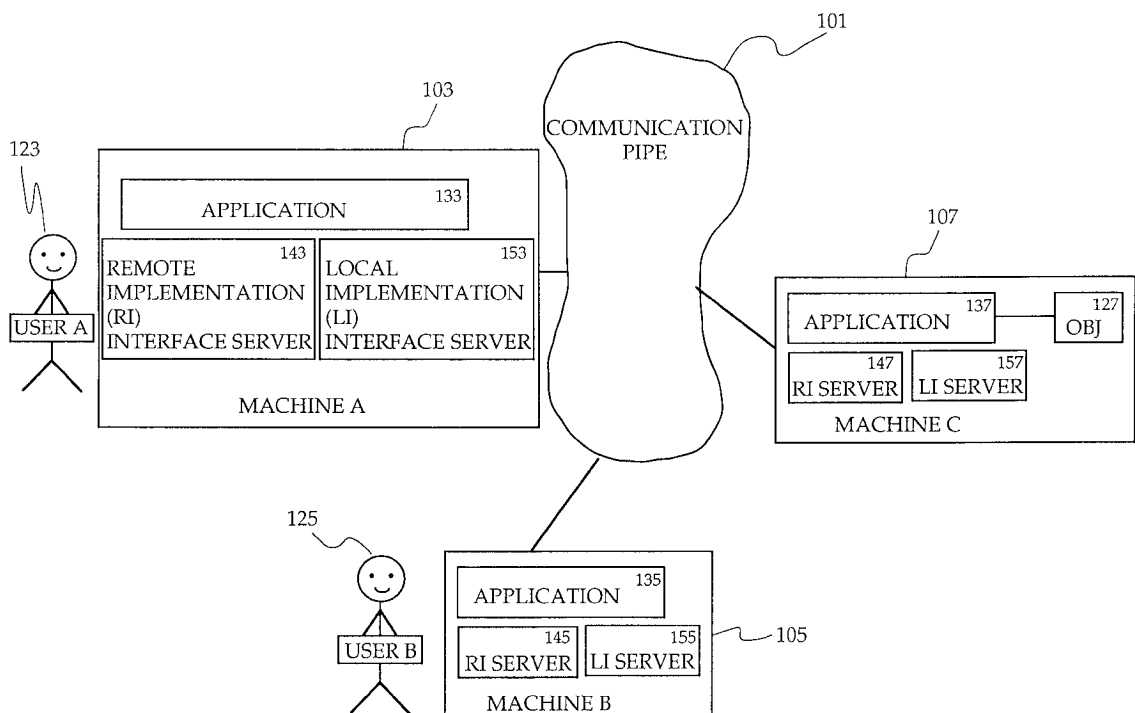 101
COMMUNICATION
PIPE
103
123
APPLICATION 133
REMOTE 143
IMPLEMENTATION
(RI)
INTERFACE SERVER
LOCAL 153
IMPLEMENTATION
(LI)
INTERFACE SERVER
MACHINE A
USER A
107
APPLICATION 137
127
OBJ
147
RI SERVER
157
LI SERVER
MACHINE C
125
USER B
APPLICATION 135
145
RI SERVER
155
LI SERVER
MACHINE B
105